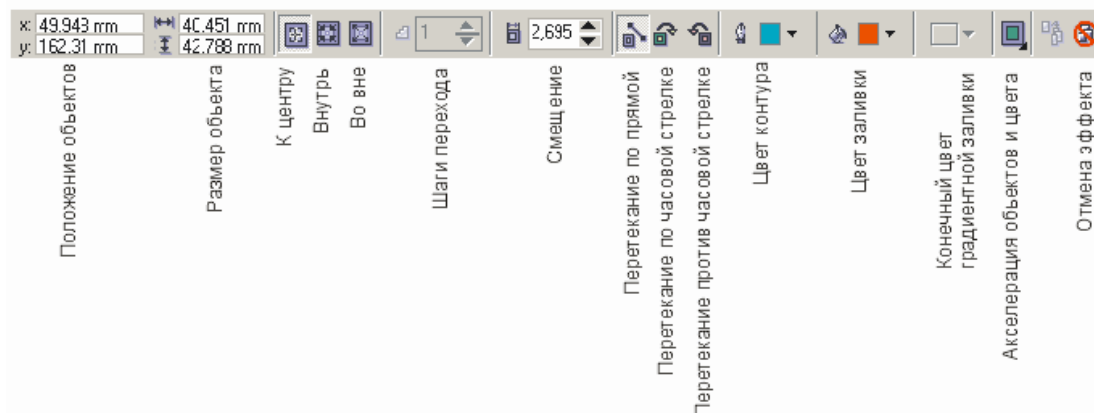 x: 49.943 mm
y: 162.31 mm
40.451 mm
42.788 mm
1
2,695
Положение обьектов
Размер обьекта
К центру
Внутрь
Во вне
Шаги перехода
Смещение
Перетекание по прямой
Перетекание по часовой стрелке
Перетекание против часовой стрелке
Цвет контура
Цвет заливки
Конечный цвет
градиентной заливки
Акселерация обьектов и цвета
Отмена эффекта